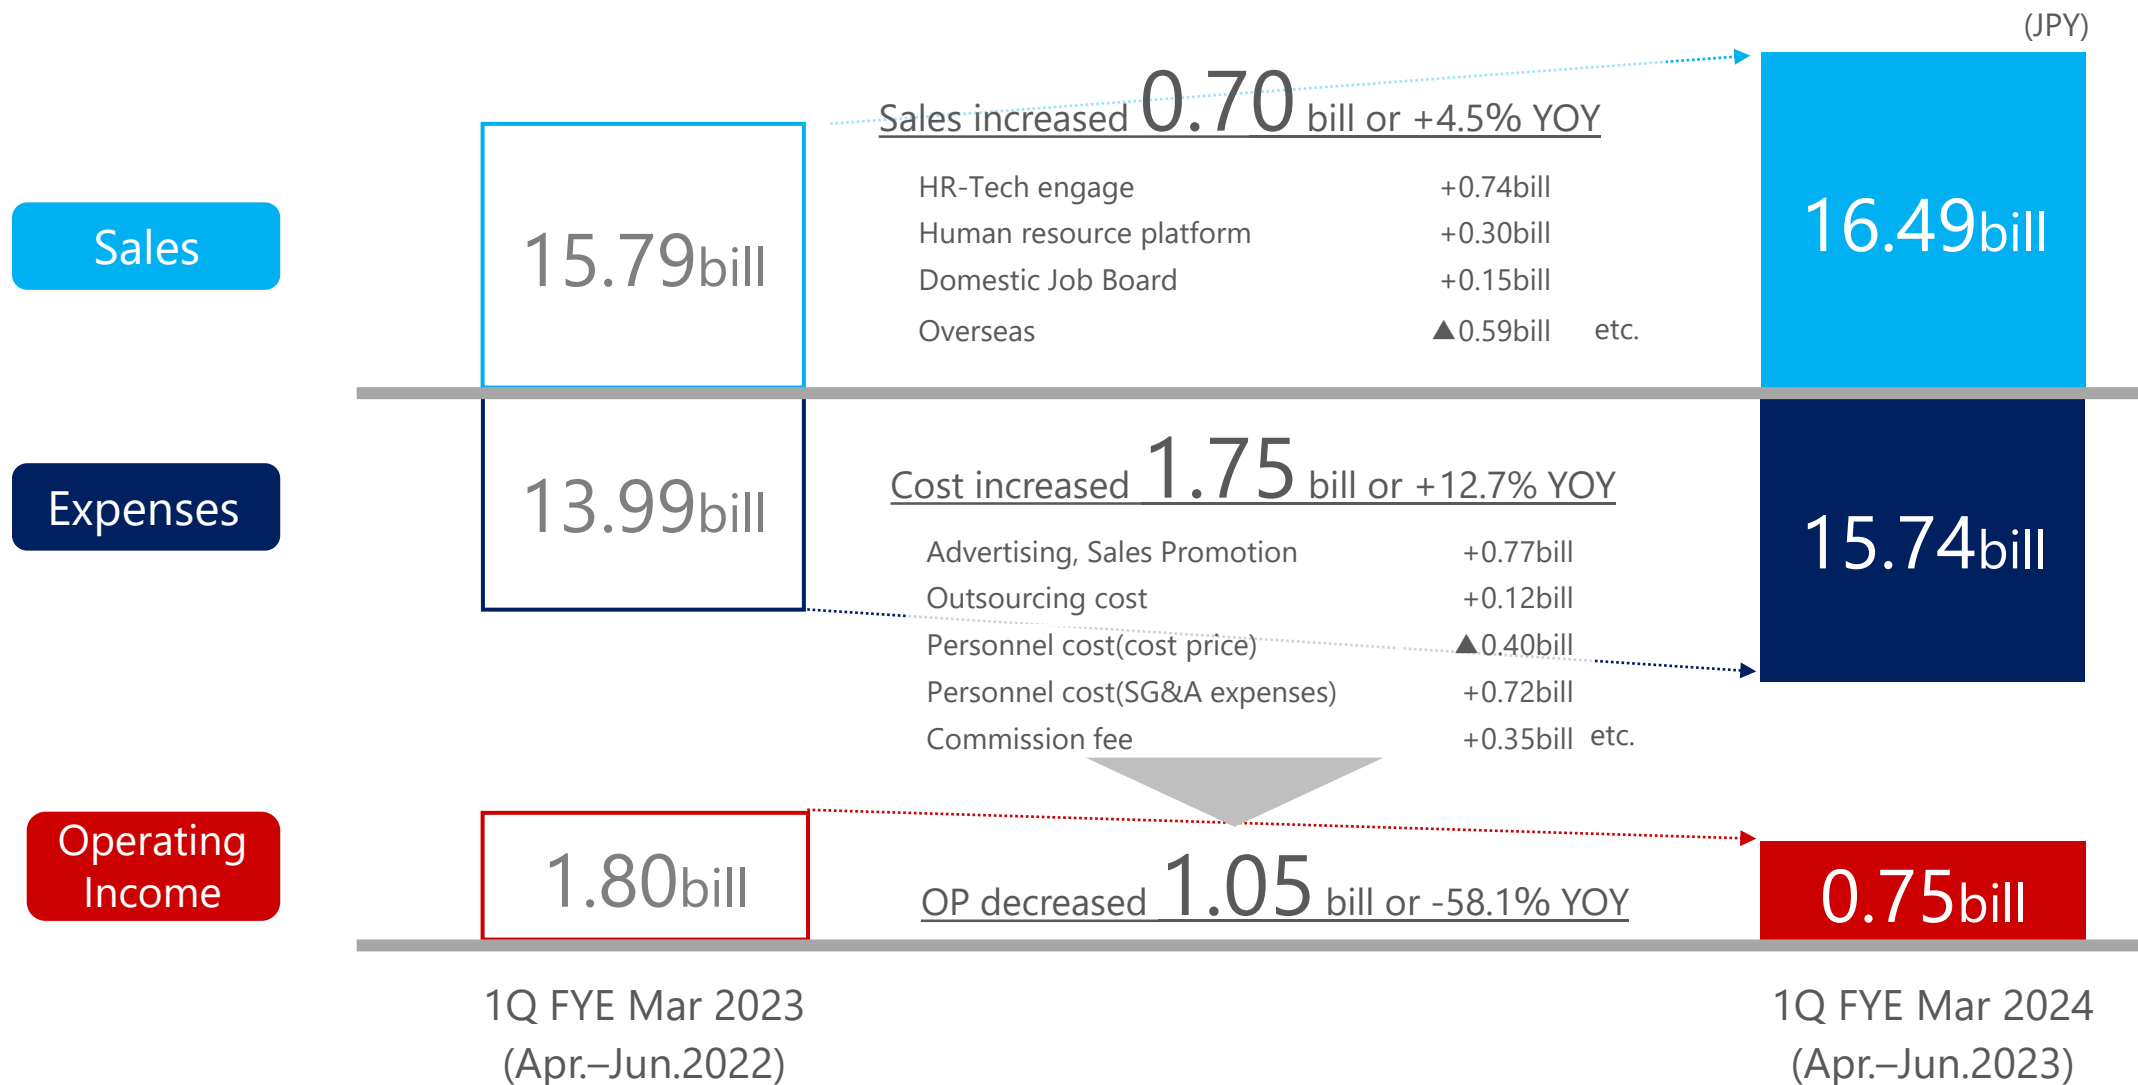 (JPY)
Sales
15.79bill
Sales increased 0.70 bill or +4.5% YOY
HR-Tech engage +0.74bill
Human resource platform +0.30bill
Domestic Job Board +0.15bill
Overseas ▲0.59bill etc.
16.49bill
Expenses
13.99bill
Cost increased 1.75 bill or +12.7% YOY
Advertising, Sales Promotion +0.77bill
Outsourcing cost +0.12bill
Personnel cost(cost price) ▲0.40bill
Personnel cost(SG&A expenses) +0.72bill
Commission fee +0.35bill etc.
15.74bill
Operating
Income
1.80bill
OP decreased 1.05 bill or -58.1% YOY
0.75bill
1Q FYE Mar 2023
(Apr.–Jun.2022)
1Q FYE Mar 2024
(Apr.–Jun.2023)